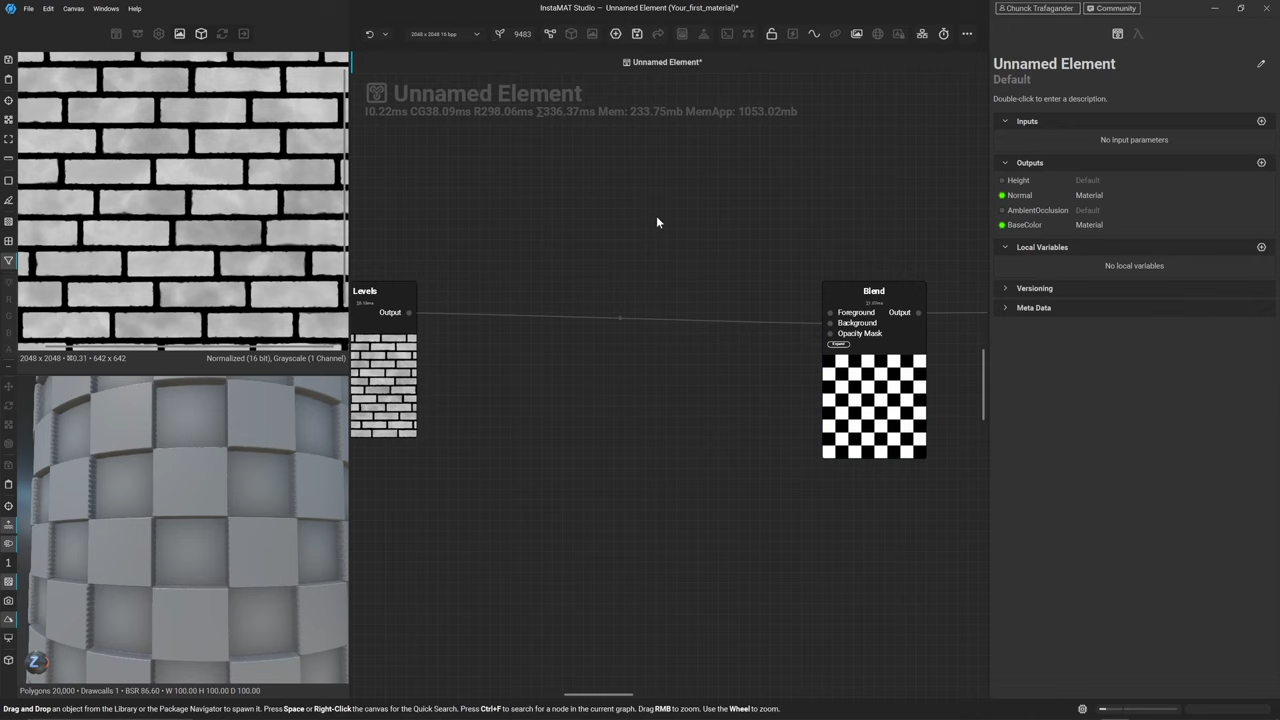 File Edit Canvas Windows Help
InstaMAT Studio — Unnamed Element (Your_first_material)*
Chunck Trafagander
Community
2048 x 2048 16 bpp
9483
Unnamed Element*
Unnamed Element
I0.22ms CG38.09ms R298.06ms ∑336.37ms Mem: 233.75mb MemApp: 1053.02mb
Levels
Output
Blend
Foreground Output
Background
Opacity Mask
Expand
2048 x 2048 • ⌘0.31 • 642 x 642 Normalized (16 bit), Grayscale (1 Channel)
R
G
B
A
1
Z
Polygons 20,000 • Drawcalls 1 • BSR 86.60 • W 100.00 H 100.00 D 100.00
Unnamed Element
Default
Double-click to enter a description.
Inputs
No input parameters
Outputs
Height Default
Normal Material
AmbientOcclusion Default
BaseColor Material
Local Variables
No local variables
Versioning
Meta Data
Drag and Drop an object from the Library or the Package Navigator to spawn it. Press Space or Right-Click the canvas for the Quick Search. Press Ctrl+F to search for a node in the current graph. Drag RMB to zoom. Use the Wheel to zoom.